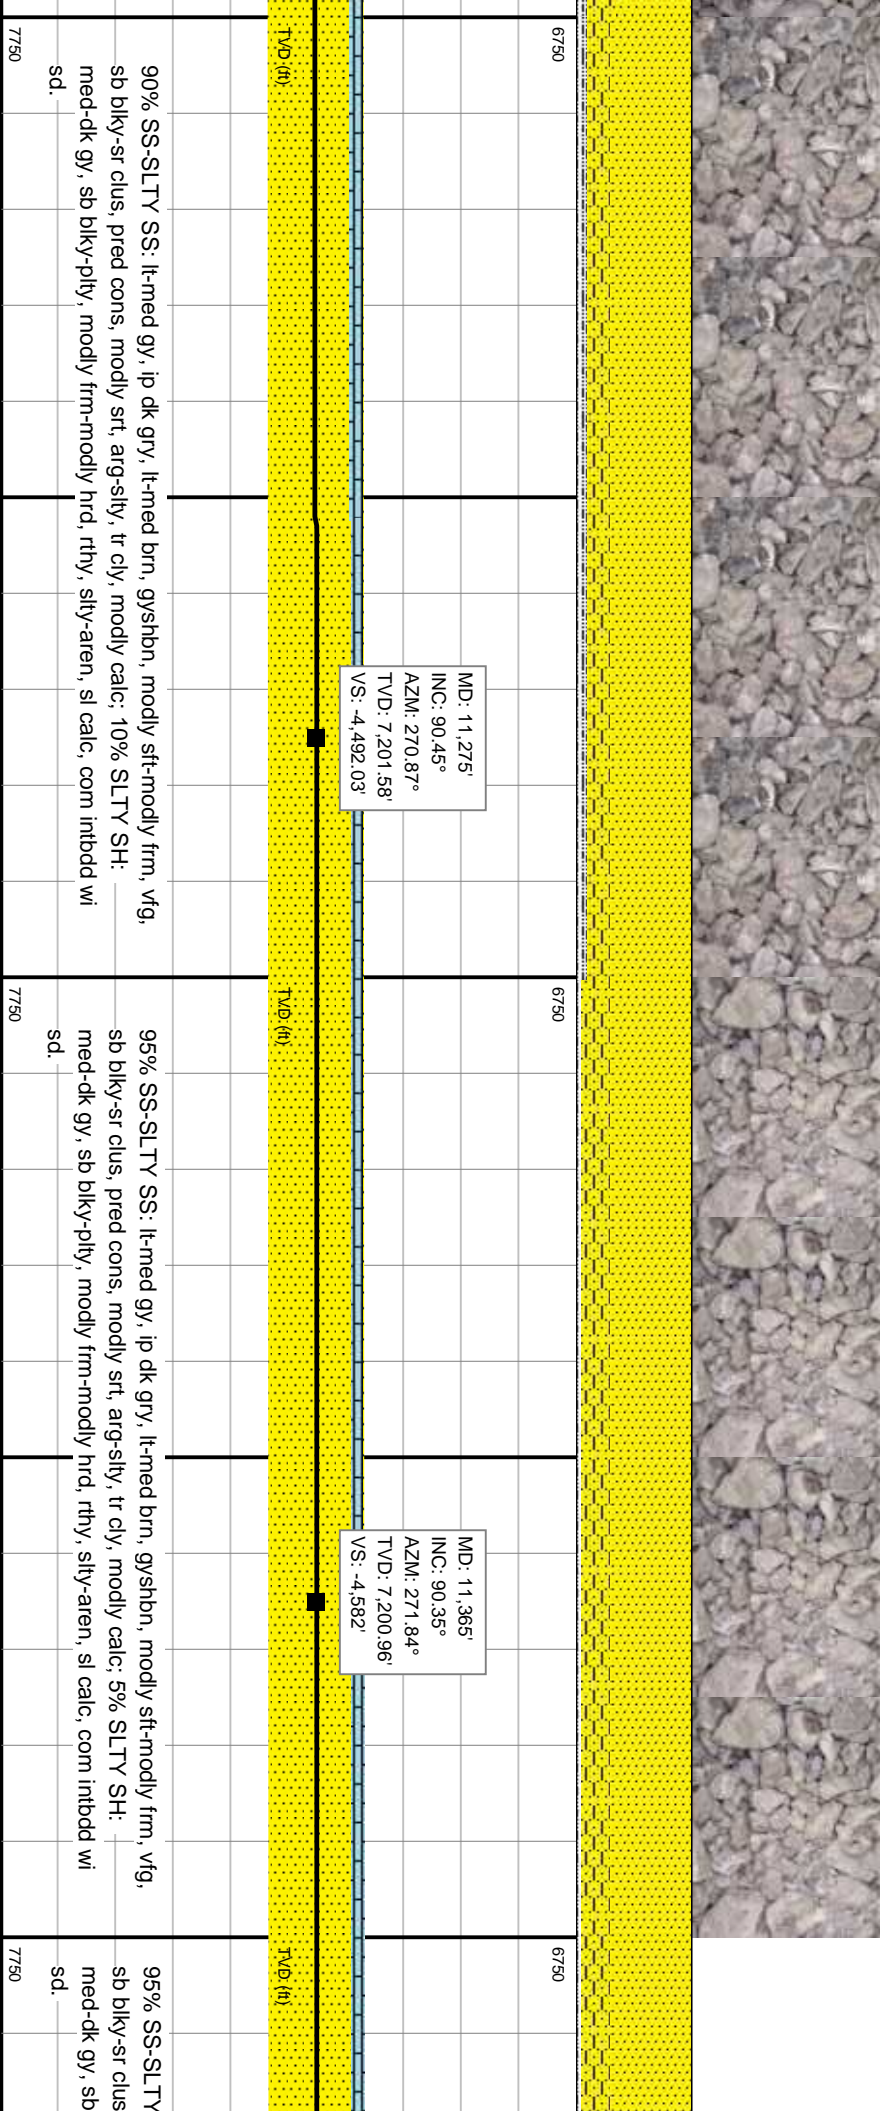 6750
TVD (ft)
7750
90% SS-SLTY SS: lt-med gy, ip dk gry, lt-med brn, gyshbn, modly sft-modly frm, vfg,
sb blky-sr clus, pred cons, modly srt, arg-slty, tr cly, modly calc; 10% SLTY SH:
med-dk gy, sb blky-plty, modly frm-modly hrd, rthy, slty-aren, sl calc, com intbdd wi
sd.
MD: 11,275'
INC: 90.45°
AZM: 270.87°
TVD: 7,201.58'
VS: -4,492.03'
6750
TVD (ft)
7750
95% SS-SLTY SS: lt-med gy, ip dk gry, lt-med brn, gyshbn, modly sft-modly frm, vfg,
sb blky-sr clus, pred cons, modly srt, arg-slty, tr cly, modly calc; 5% SLTY SH:
med-dk gy, sb blky-plty, modly frm-modly hrd, rthy, slty-aren, sl calc, com intbdd wi
sd.
MD: 11,365'
INC: 90.35°
AZM: 271.84°
TVD: 7,200.96'
VS: -4,582'
6750
TVD (ft)
7750
95% SS-SLTY
sb blky-sr clus
med-dk gy, sb
sd.